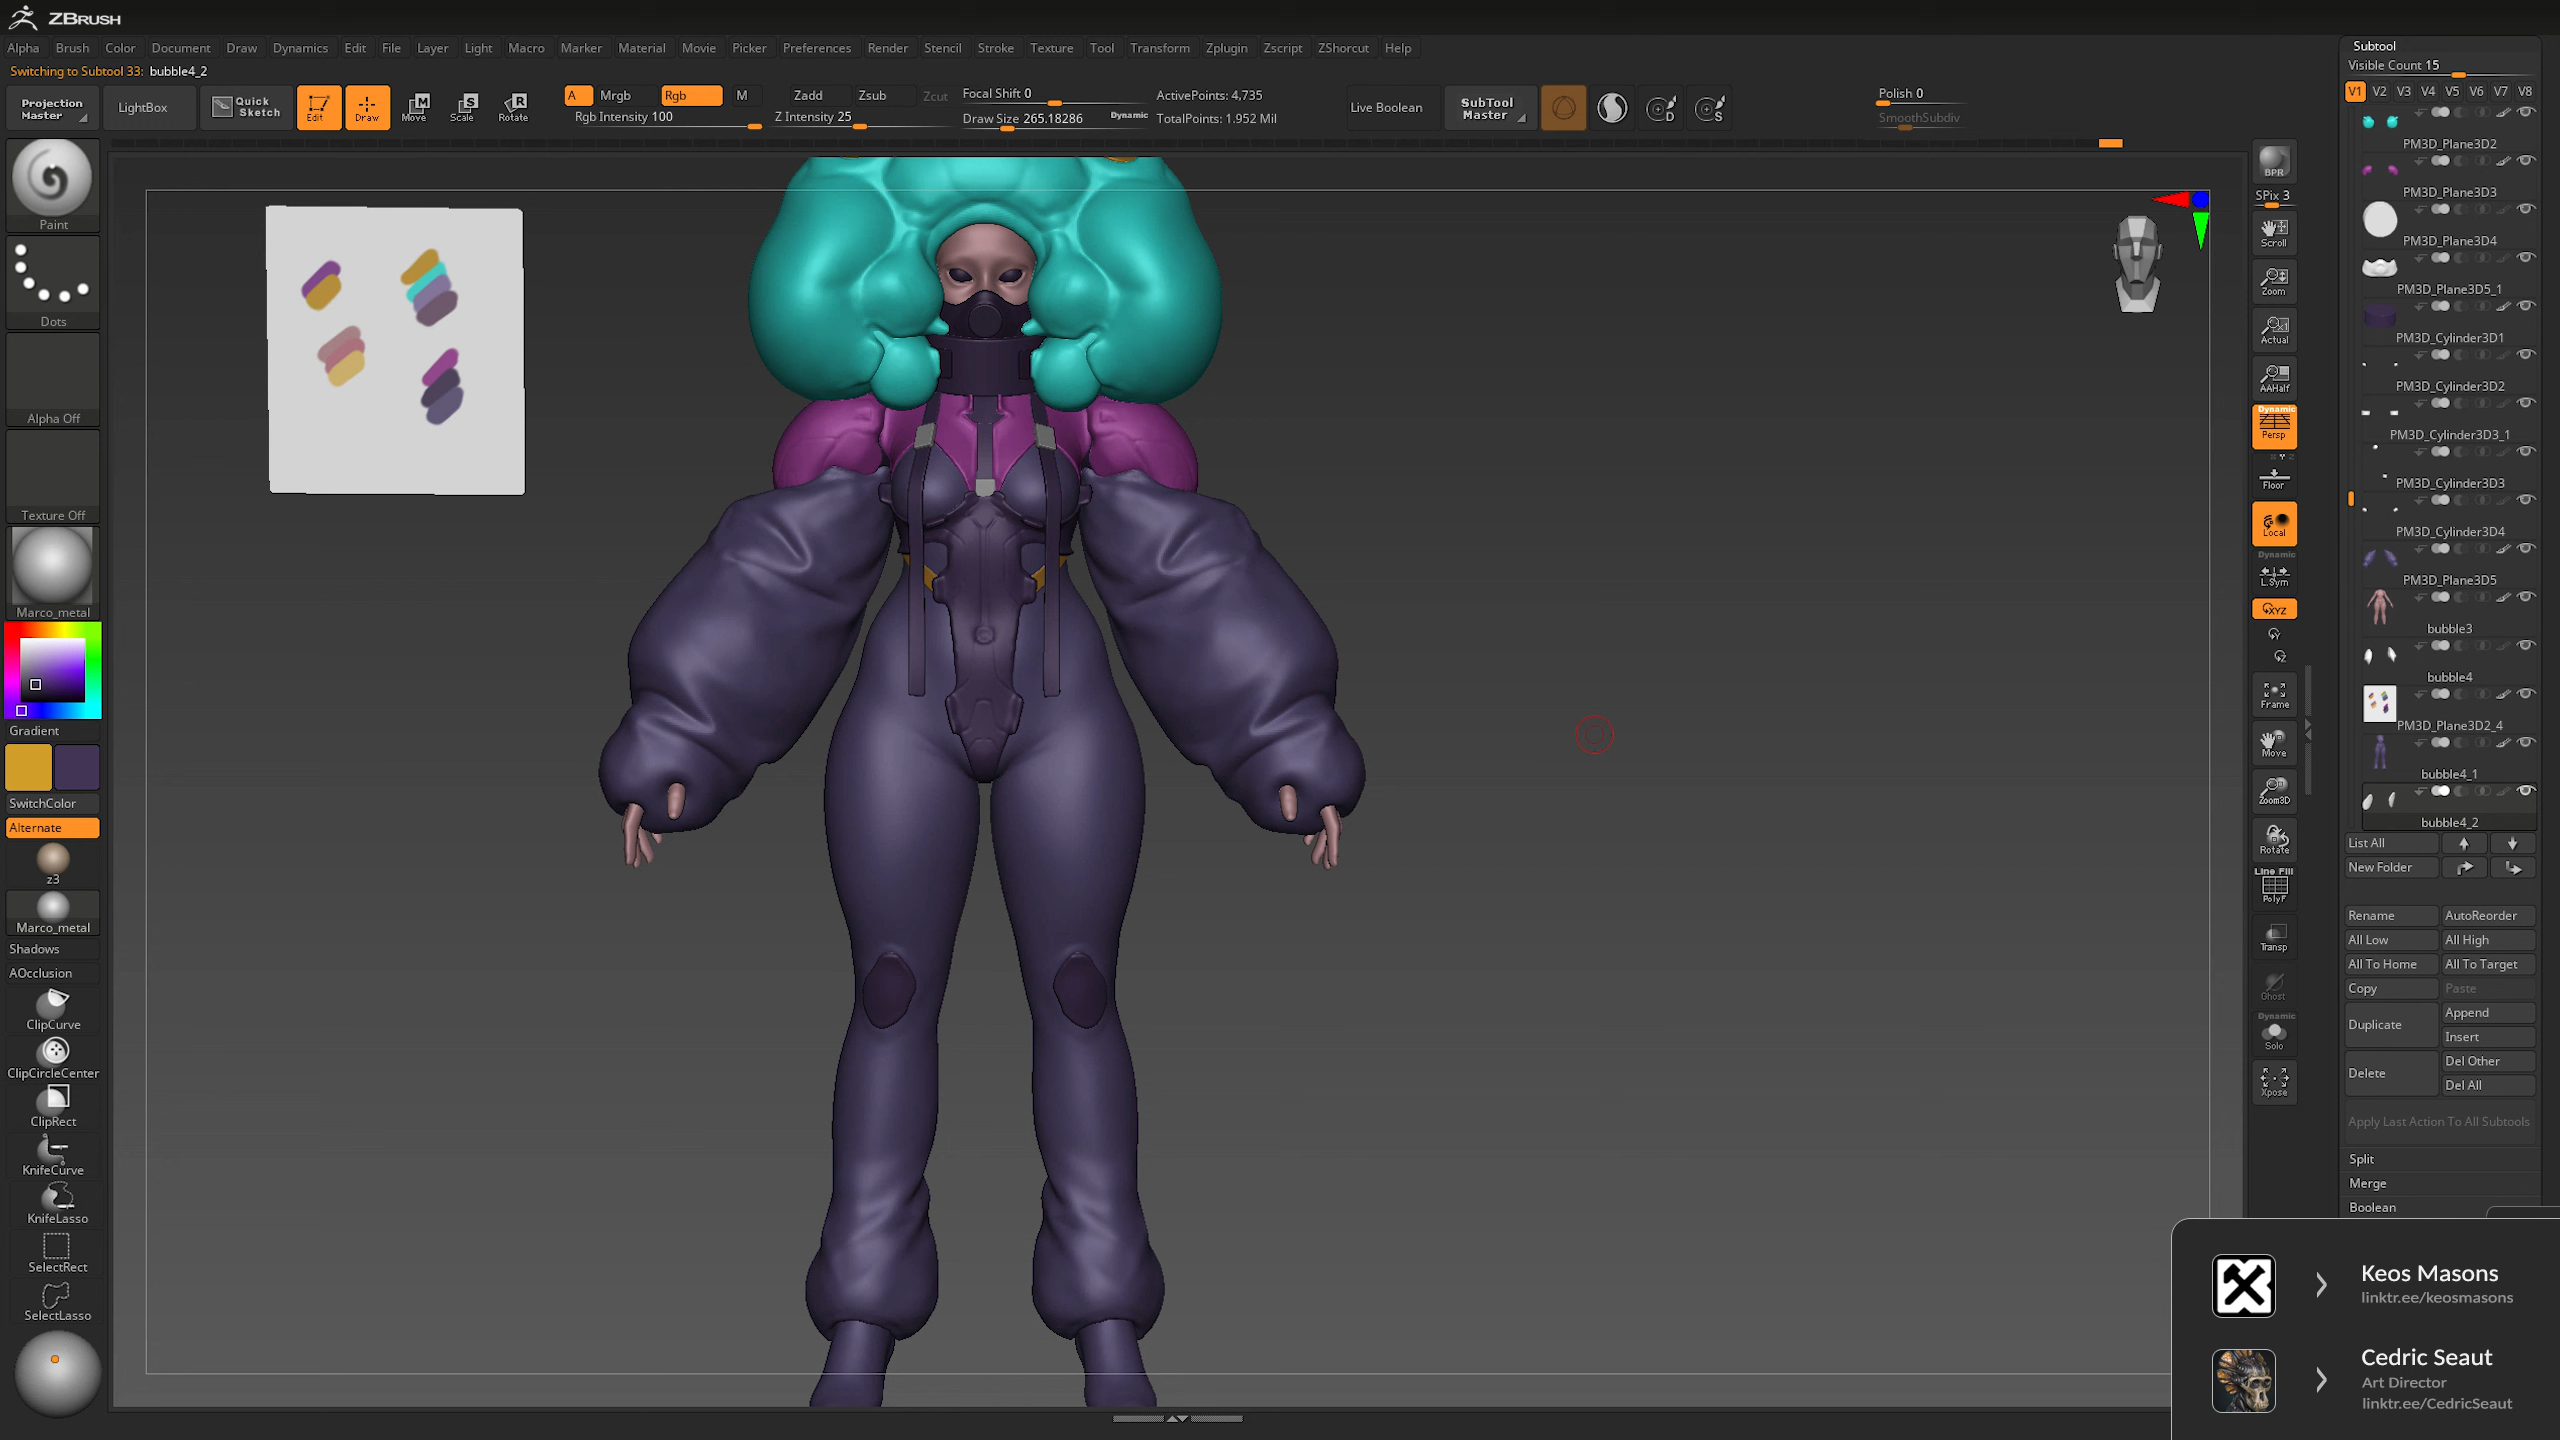 ZBRUSH
Alpha Brush Color Document Draw Dynamics Edit File Layer Light Macro Marker Material Movie Picker Preferences Render Stencil Stroke Texture Tool Transform Zplugin Zscript ZShorcut Help
Switching to Subtool 33: bubble4_2
Projection Master
LightBox
Quick Sketch
Edit
Draw
Move
Scale
Rotate
A Mrgb Rgb M
Rgb Intensity 100
Zadd Zsub Zcut
Z Intensity 25
Focal Shift 0
Draw Size 265.18286
Dynamic
ActivePoints: 4,735
TotalPoints: 1.952 Mil
Live Boolean
SubTool Master
D
S
Polish 0
SmoothSubdiv
Paint
Dots
Alpha Off
Texture Off
Marco_metal
Gradient
SwitchColor
Alternate
z3
Marco_metal
Shadows
AOcclusion
ClipCurve
ClipCircleCenter
ClipRect
KnifeCurve
KnifeLasso
SelectRect
SelectLasso
BPR
SPix 3
Scroll
Zoom
Actual
AAHalf
Dynamic
Persp
Floor
Local
Dynamic
L.Sym
XYZ
Frame
Move
Zoom3D
Rotate
Line Fill
PolyF
Transp
Ghost
Dynamic
Solo
Xpose
Subtool
Visible Count 15
V1 V2 V3 V4 V5 V6 V7 V8
PM3D_Plane3D2
PM3D_Plane3D3
PM3D_Plane3D4
PM3D_Plane3D5_1
PM3D_Cylinder3D1
PM3D_Cylinder3D2
PM3D_Cylinder3D3_1
PM3D_Cylinder3D3
PM3D_Cylinder3D4
PM3D_Plane3D5
bubble3
bubble4
PM3D_Plane3D2_4
bubble4_1
bubble4_2
List All
New Folder
Rename AutoReorder
All Low All High
All To Home All To Target
Copy Paste
Duplicate Append
Insert
Delete Del Other
Del All
Apply Last Action To All Subtools
Split
Merge
Boolean
Keos Masons
linktr.ee/keosmasons
Cedric Seaut
Art Director
linktr.ee/CedricSeaut